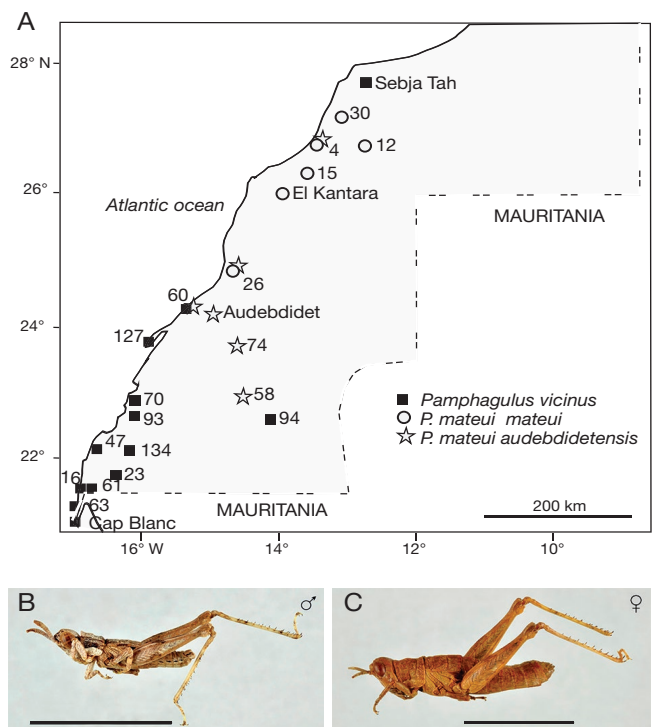 A
28° N
Sebja Tah
30
4
12
15
26°
El Kantara
Atlantic ocean
MAURITANIA
26
60
Audebdidet
24°
127
74
58
70
Pamphagulus vicinus
93
94
P. mateui mateui
47
134
P. mateui audebdidetensis
22°
23
16
61
63
MAURITANIA
200 km
Cap Blanc
16° W
14°
12°
10°
B
♂
C
♀